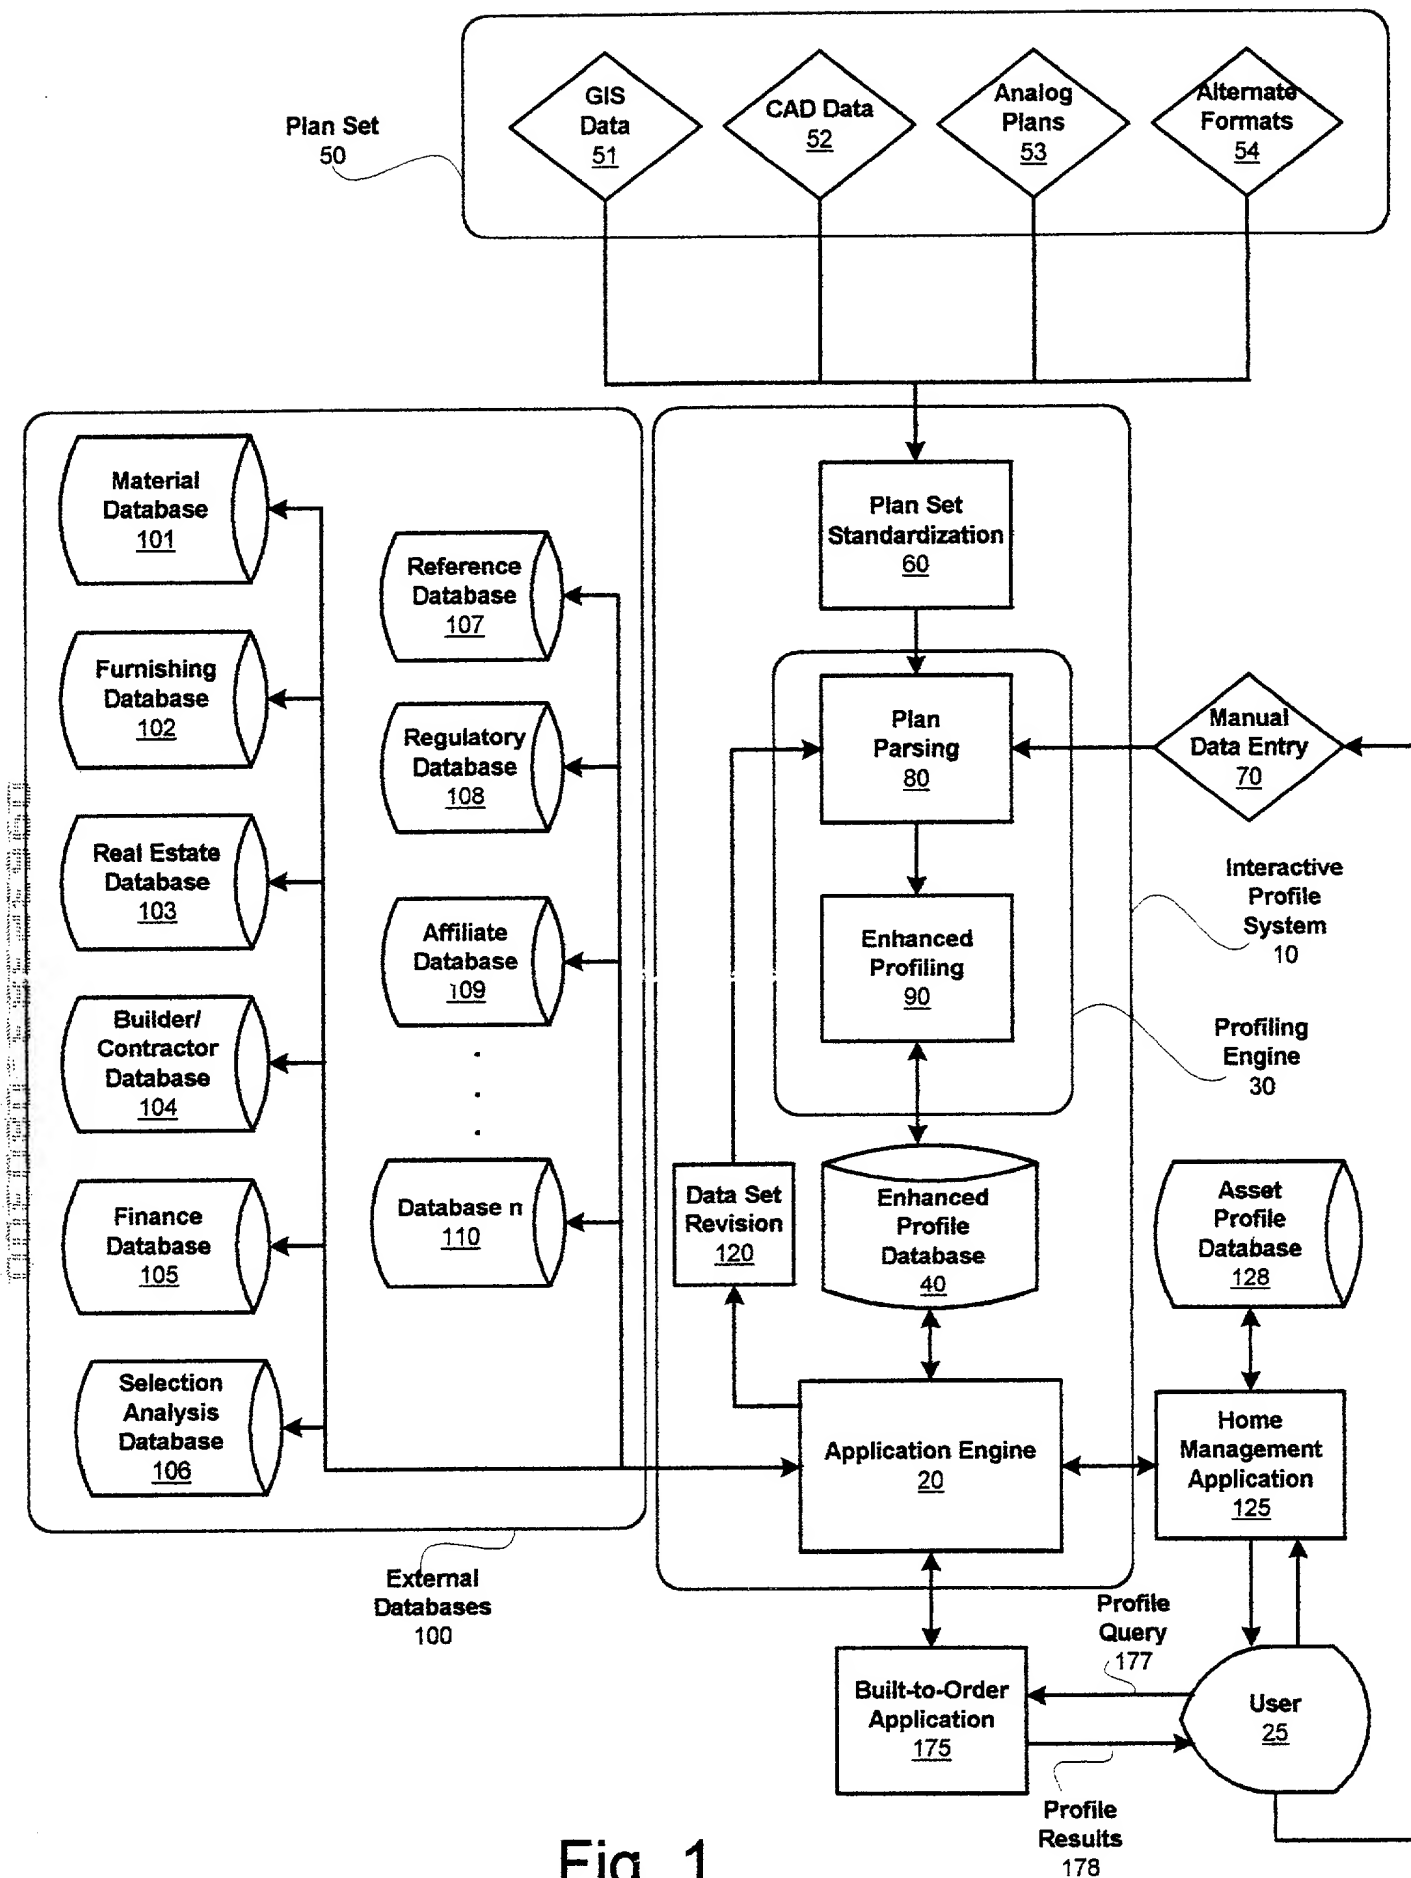 Plan Set
50
GIS
Data
51
CAD Data
52
Analog
Plans
53
Alternate
Formats
54
Material
Database
101
Furnishing
Database
102
Real Estate
Database
103
Builder/
Contractor
Database
104
Finance
Database
105
Selection
Analysis
Database
106
Reference
Database
107
Regulatory
Database
108
Affiliate
Database
109
.
.
.
Database n
110
External
Databases
100
Plan Set
Standardization
60
Plan
Parsing
80
Enhanced
Profiling
90
Manual
Data Entry
70
Interactive
Profile
System
10
Profiling
Engine
30
Data Set
Revision
120
Enhanced
Profile
Database
40
Asset
Profile
Database
128
Application Engine
20
Home
Management
Application
125
Profile
Query
177
Built-to-Order
Application
175
User
25
Profile
Results
178
Fig. 1